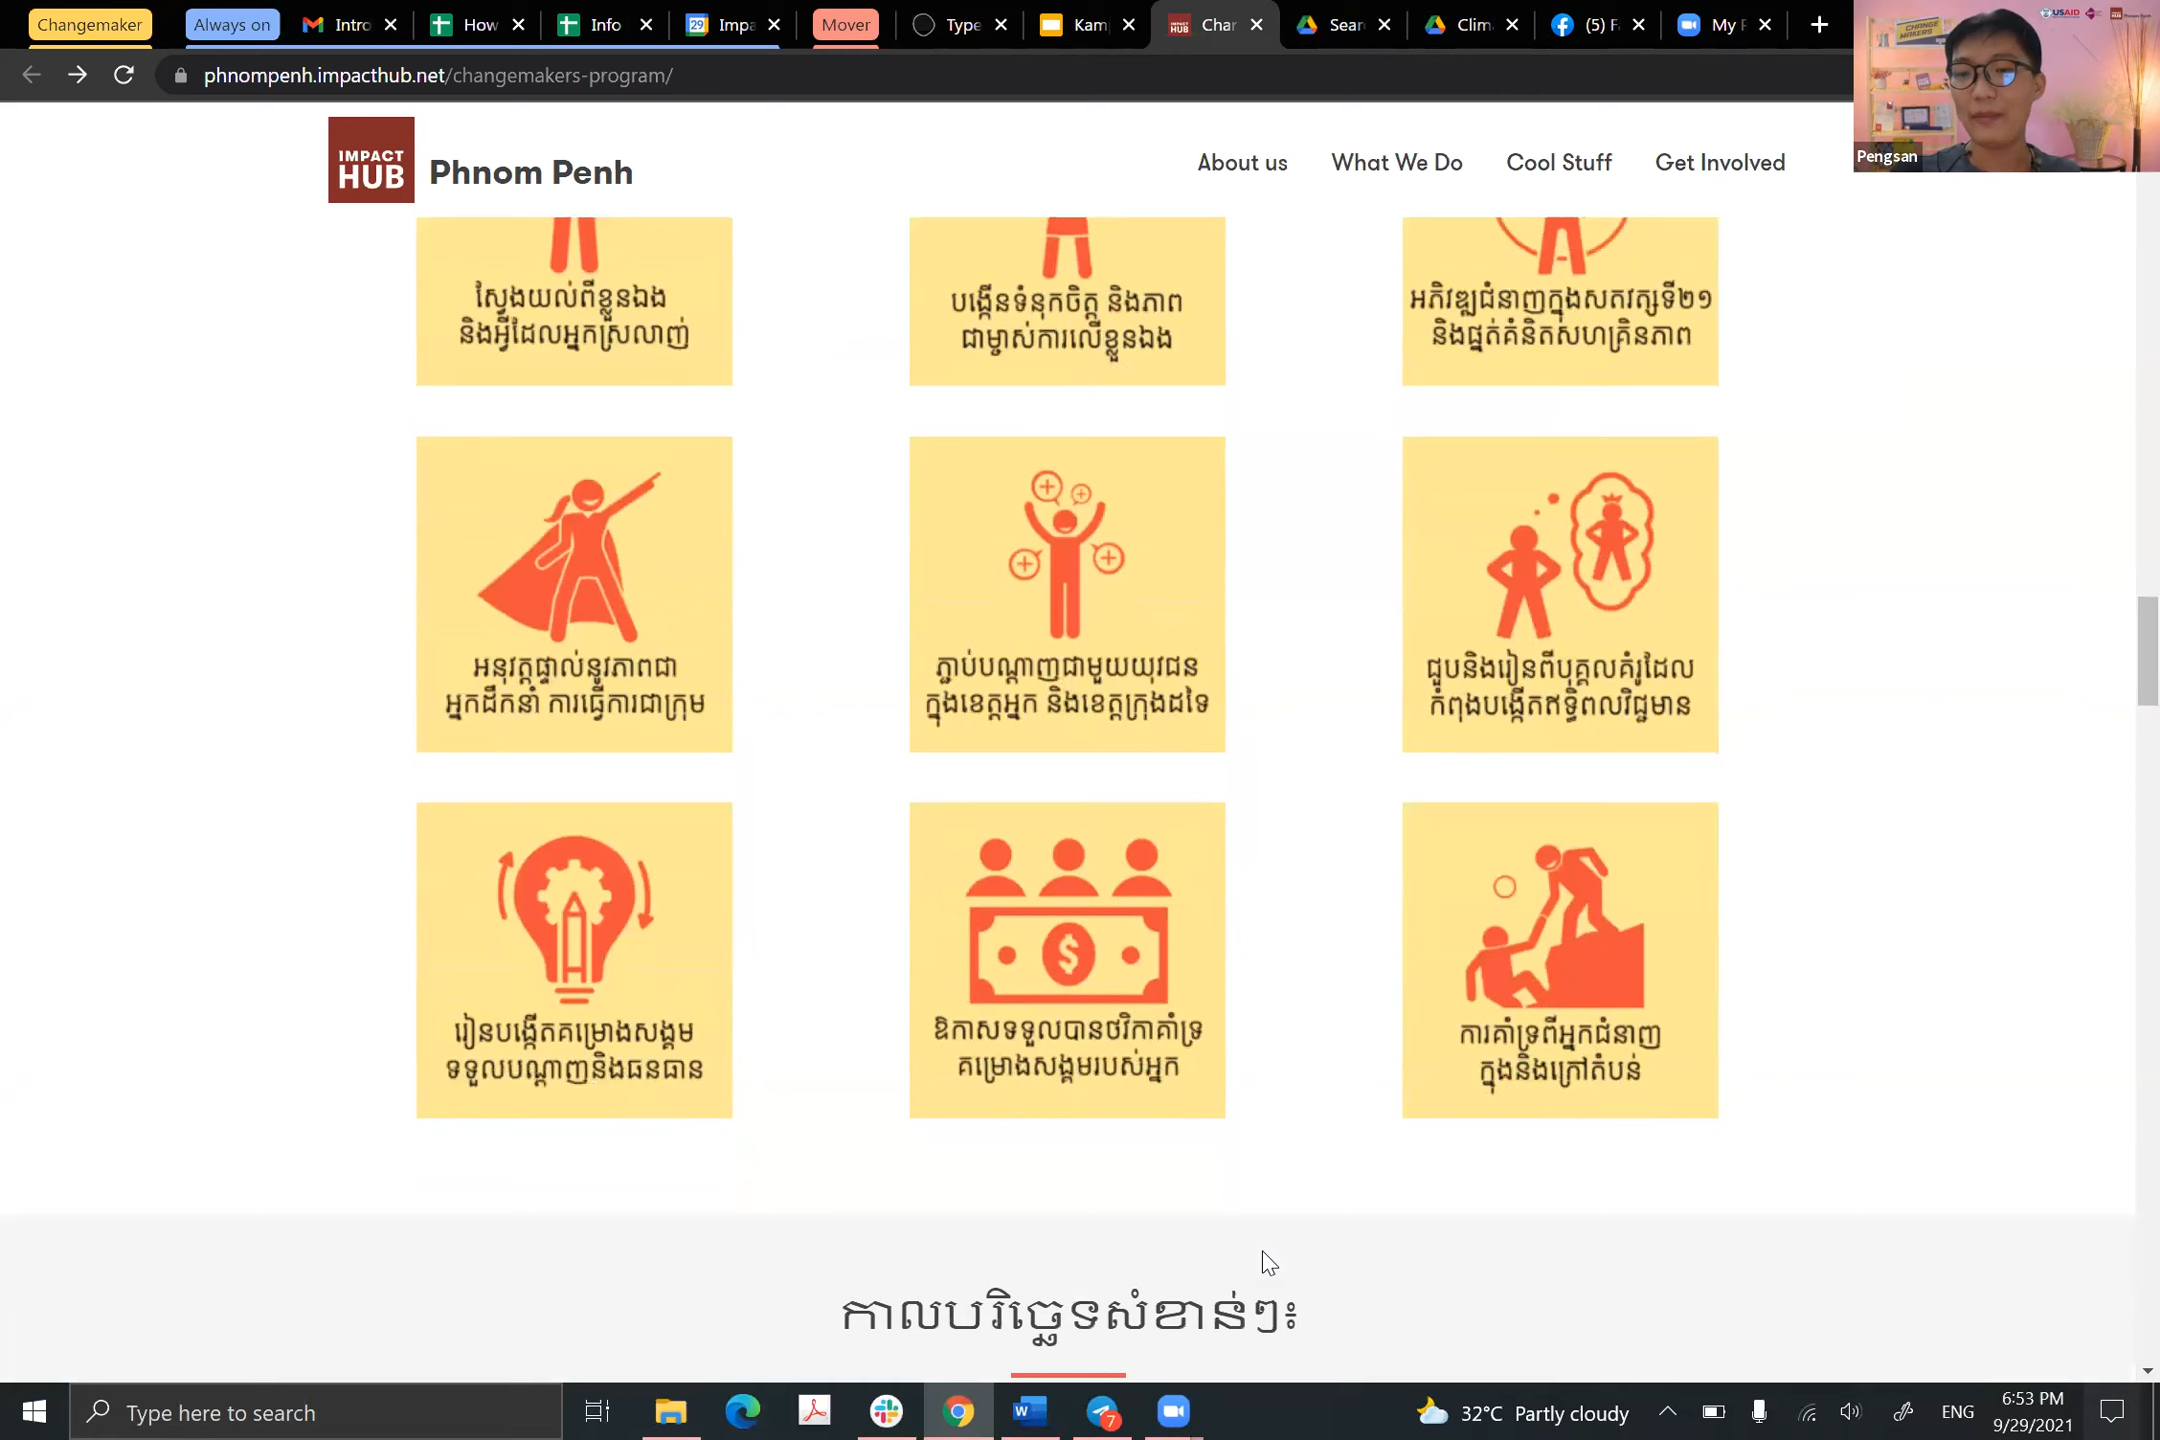 Changemaker
Always on
Intro
How
Info
Impa
Mover
Type
Kam
Char
Sear
Clim
(5) F
My P
phnompenh.impacthub.net/changemakers-program/
USAID
CHANGE MAKERS
Pengsan
IMPACT HUB
Phnom Penh
About us
What We Do
Cool Stuff
Get Involved
ស្វែងយល់ពីខ្លួនឯង
និងអ្វីដែលអ្នកស្រលាញ់
បង្កើនទំនុកចិត្ត និងភាព
ជាម្ចាស់ការលើខ្លួនឯង
អភិវឌ្ឍជំនាញក្នុងសតវត្សទី២១
និងផ្នត់គំនិតសហគ្រិនភាព
អនុវត្តផ្ទាល់នូវភាពជា
អ្នកដឹកនាំ ការធ្វើការជាក្រុម
ភ្ជាប់បណ្តាញជាមួយយុវជន
ក្នុងខេត្តអ្នក និងខេត្តក្រុងដទៃ
ជួបនិងរៀនពីបុគ្គលគំរូដែល
កំពុងបង្កើតឥទ្ធិពលវិជ្ជមាន
រៀនបង្កើតគម្រោងសង្គម
ទទួលបណ្តាញនិងធនធាន
ឱកាសទទួលបានថវិកាគាំទ្រ
គម្រោងសង្គមរបស់អ្នក
ការគាំទ្រពីអ្នកជំនាញ
ក្នុងនិងក្រៅតំបន់
កាលបរិច្ឆេទសំខាន់ៗ៖
Type here to search
7
32°C Partly cloudy
ENG
6:53 PM
9/29/2021